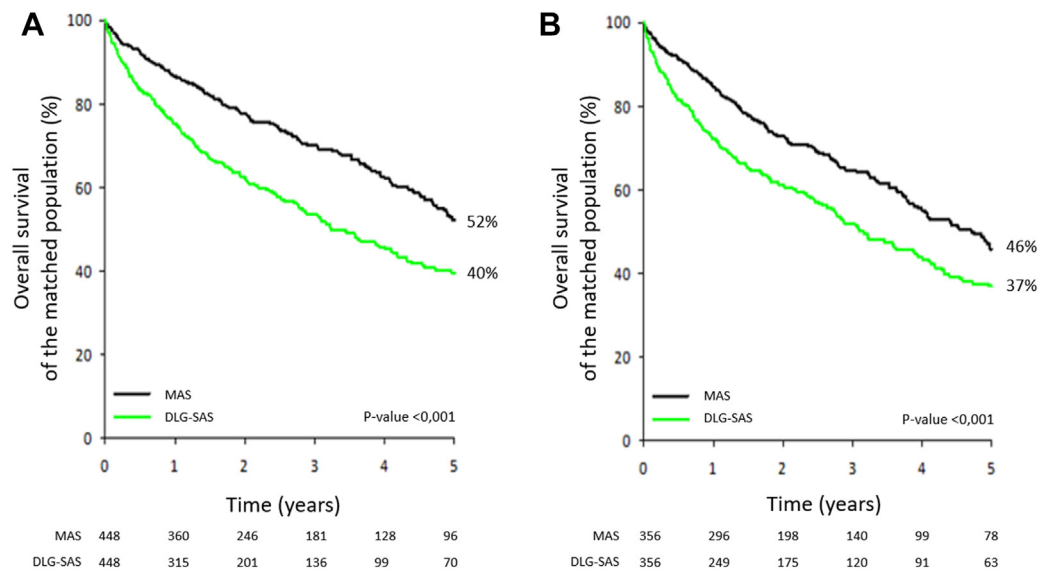 A
Overall survival
of the matched population (%)
100
80
60
40
20
0
52%
40%
MAS
DLG-SAS
P-value <0,001
0 1 2 3 4 5
Time (years)
MAS 448 360 246 181 128 96
DLG-SAS 448 315 201 136 99 70
B
Overall survival
of the matched population (%)
100
80
60
40
20
0
46%
37%
MAS
DLG-SAS
P-value <0,001
0 1 2 3 4 5
Time (years)
MAS 356 296 198 140 99 78
DLG-SAS 356 249 175 120 91 63